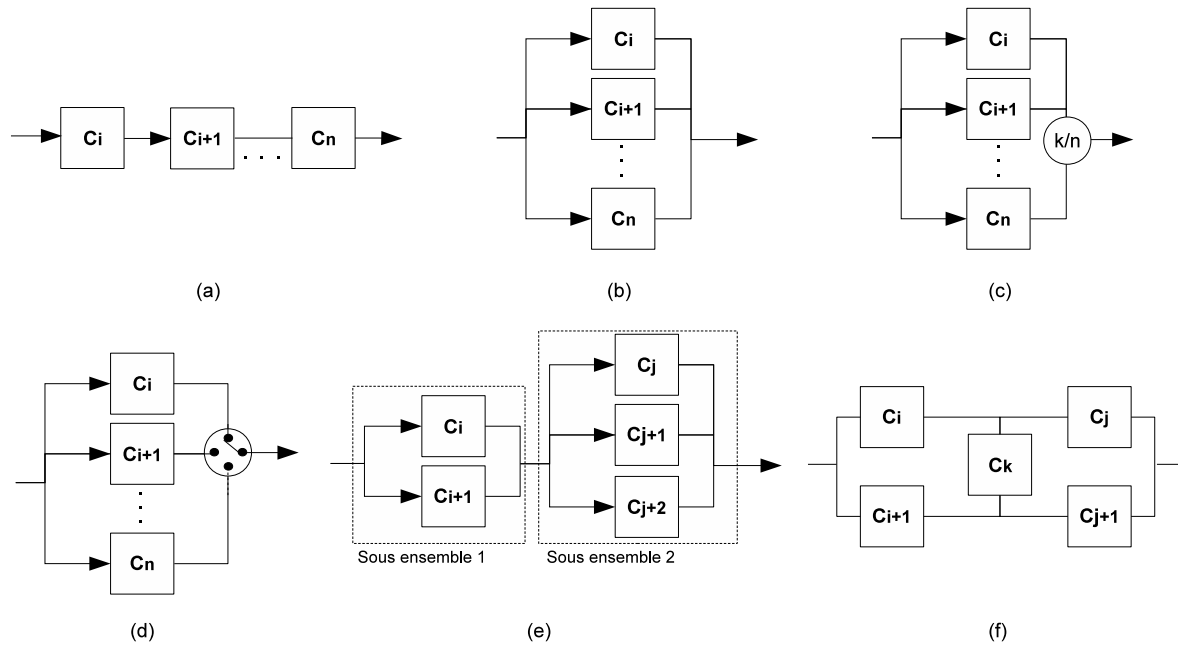 Ci
Ci+1
. . .
Cn
(a)
Ci
Ci+1
. . .
Cn
(b)
Ci
Ci+1
. . .
Cn
k/n
(c)
Ci
Ci+1
. . .
Cn
(d)
Ci
Ci+1
Sous ensemble 1
Cj
Cj+1
Cj+2
Sous ensemble 2
(e)
Ci
Cj
Ck
Ci+1
Cj+1
(f)